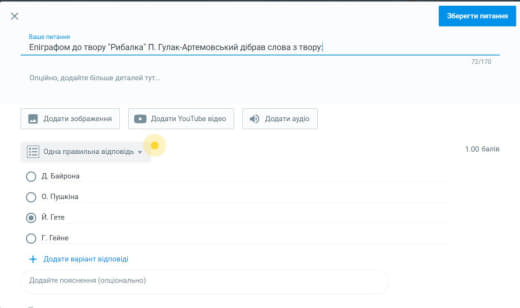 Зберегти питання
Ваше питання
Епіграфом до твору "Рибалка" П. Гулак-Артемовський дібрав слова з твору:
72/170
Опційно, додайте більше деталей тут...
Додати зображення
Додати YouTube відео
Додати аудіо
Одна правильна відповідь
1.00 балів
Д. Байрона
О. Пушкіна
Й. Гете
Г. Гейне
+ Додати варіант відповіді
Додайте пояснення (опціонально)